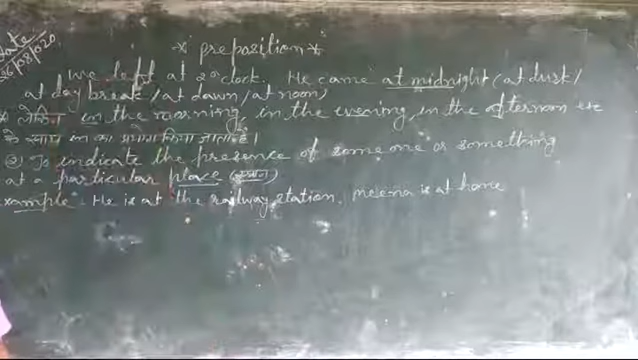 Date
26/08/020
* preposition *
We left at 2 o'clock. He came at midnight (at dusk/
at day break/at dawn/at noon)
* लेकिन in the morning, in the evening, in the afternoon etc
के साथ in का प्रयोग किया जाता है।
(2) To indicate the presence of some one or something
at a particular place (स्थान)
xample - He is at the railway station. Meena is at home